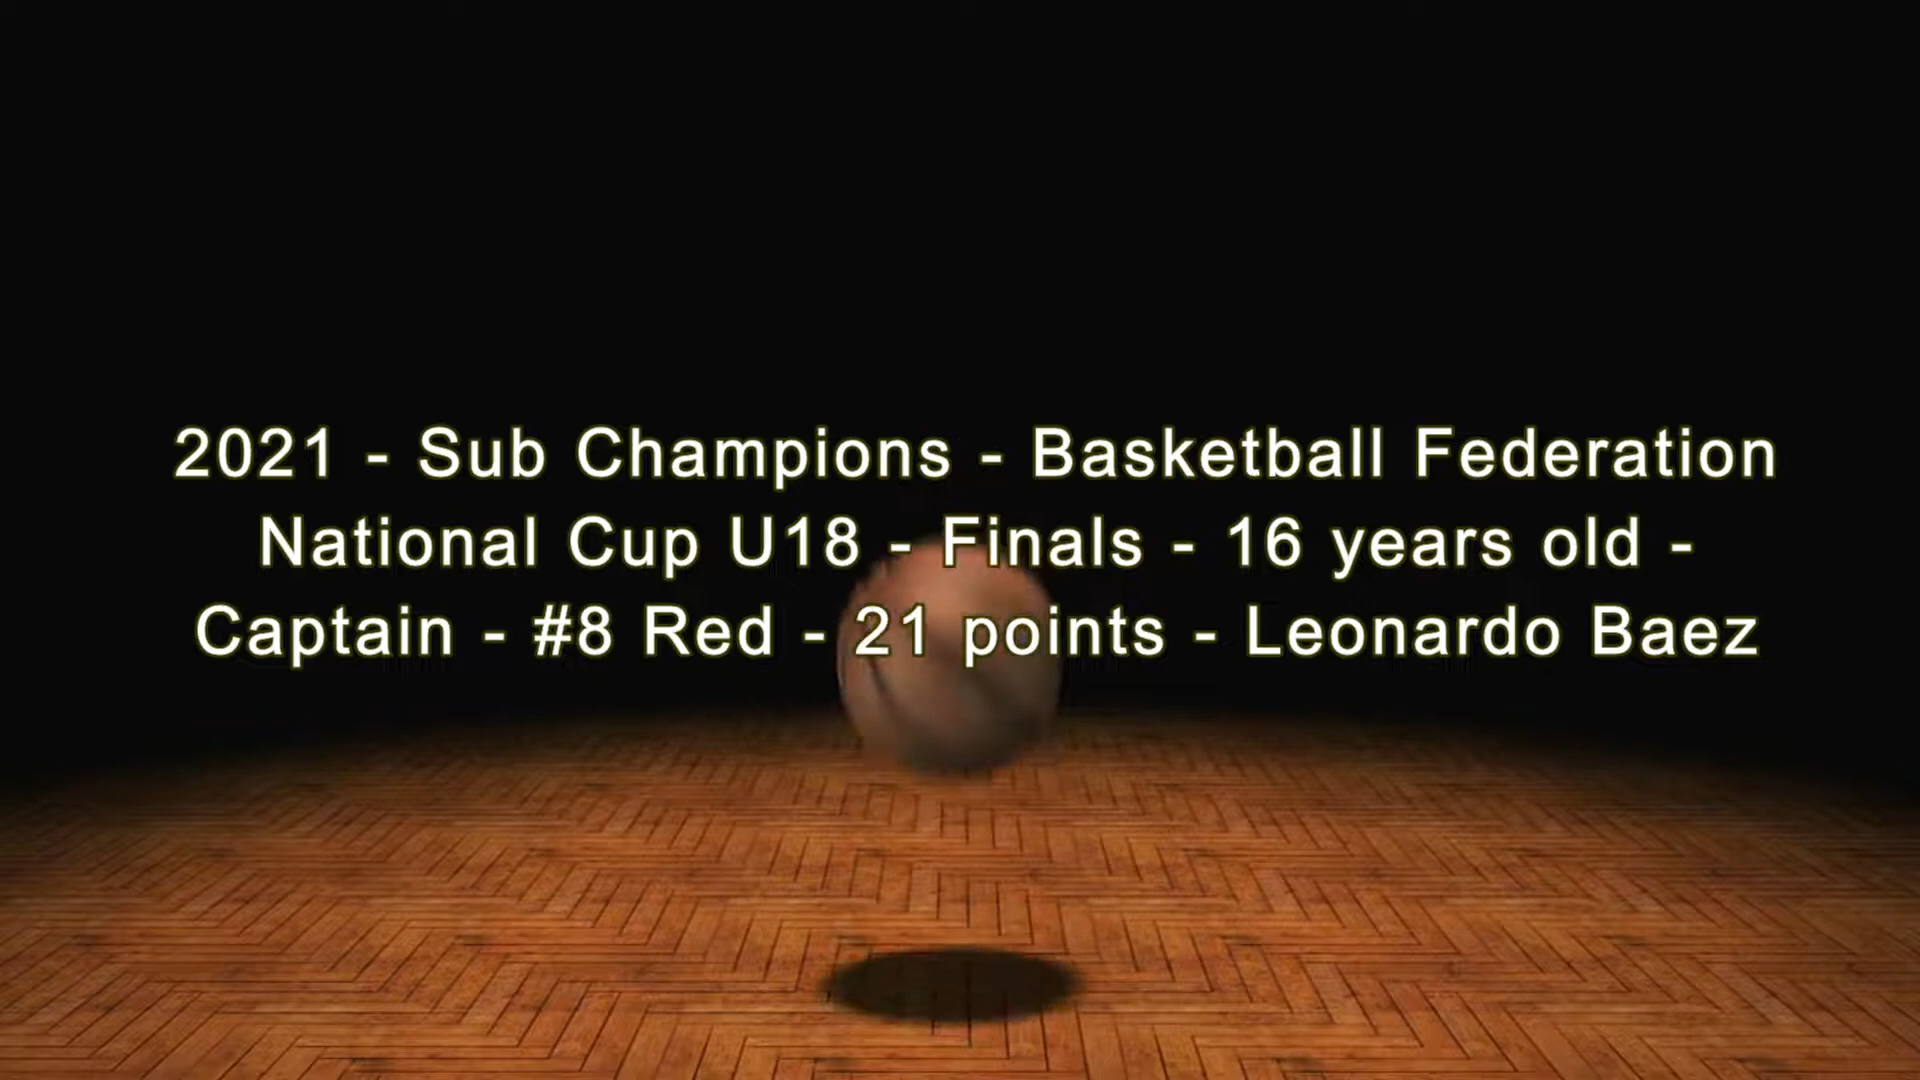 2021 - Sub Champions - Basketball Federation
National Cup U18 - Finals - 16 years old -
Captain - #8 Red - 21 points - Leonardo Baez